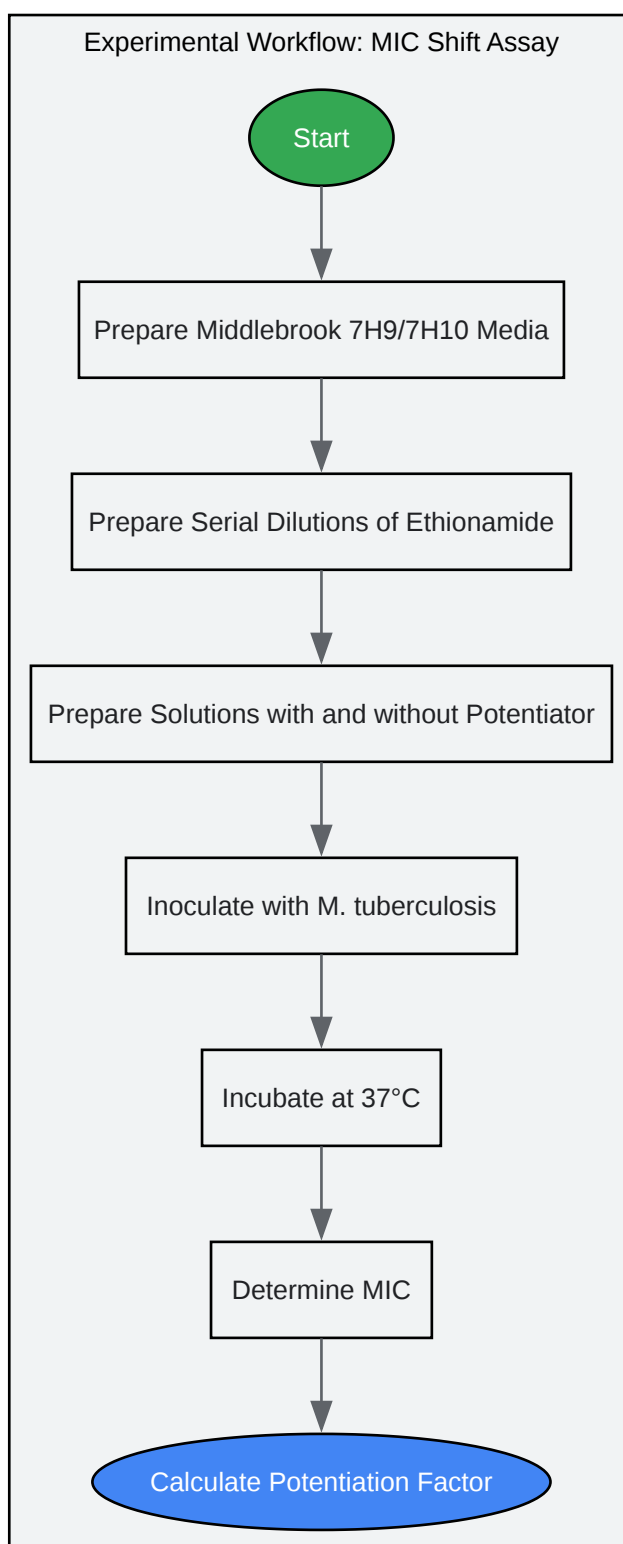 Experimental Workflow: MIC Shift Assay
Start
Prepare Middlebrook 7H9/7H10 Media
Prepare Serial Dilutions of Ethionamide
Prepare Solutions with and without Potentiator
Inoculate with M. tuberculosis
Incubate at 37°C
Determine MIC
Calculate Potentiation Factor